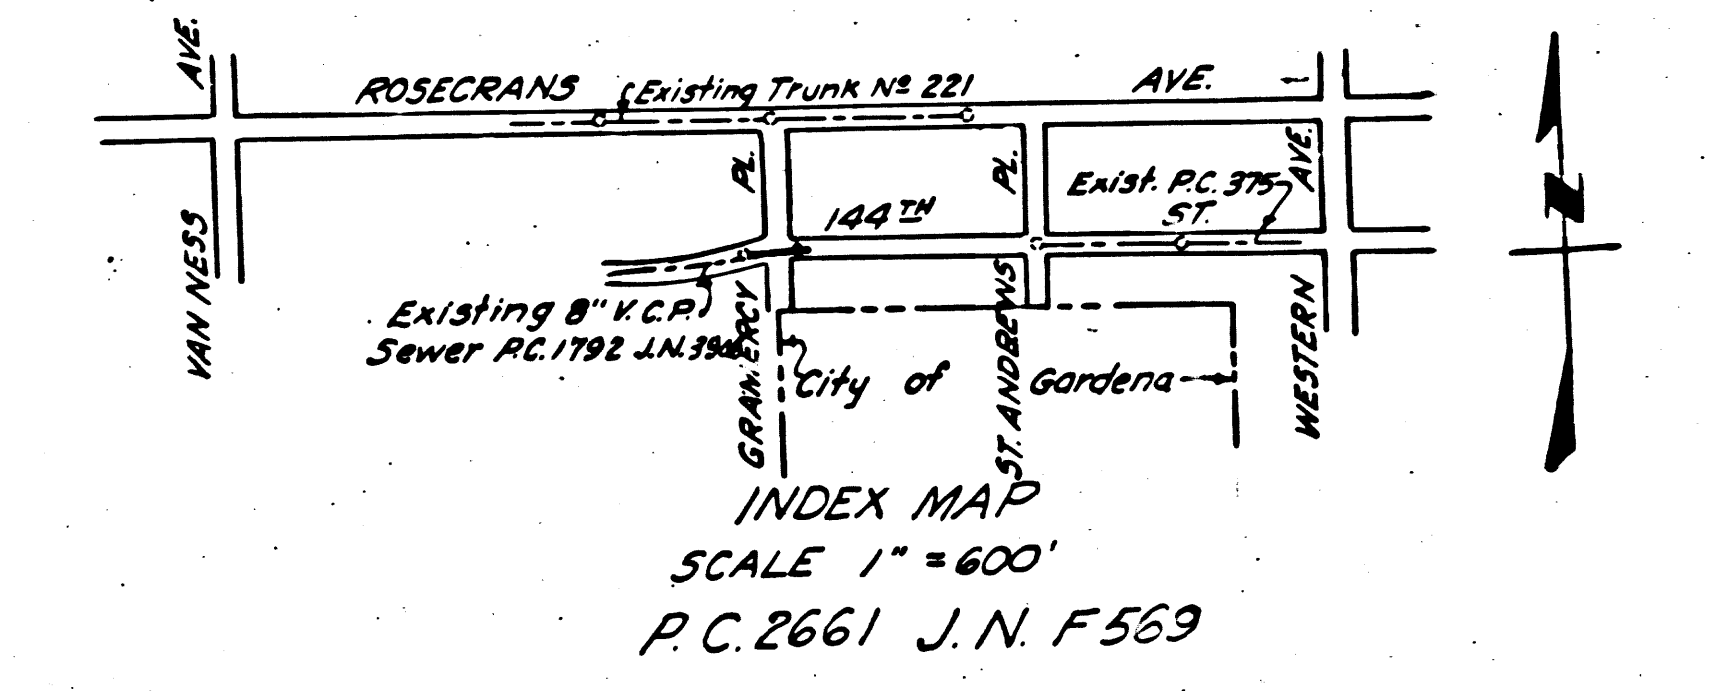 ROSECRANS AVE.
Existing Trunk Nº 221
VAN NESS AVE.
GRAMERCY PL.
ST. ANDREWS PL.
WESTERN AVE.
144TH ST.
Exist. P.C. 375
Existing 8" V.C.P.
Sewer P.C. 1792 J.N.
City of Gardena
N
INDEX MAP
SCALE 1" = 600'
P.C. 2661 J.N. F569